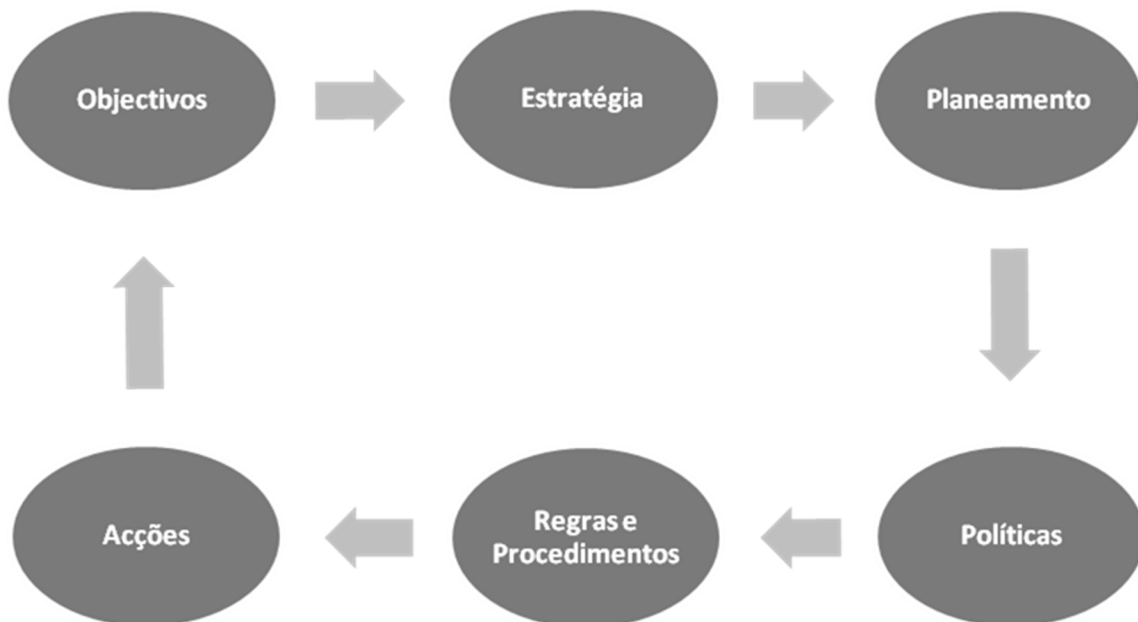 Objectivos
Estratégia
Planeamento
Acções
Regras e
Procedimentos
Políticas